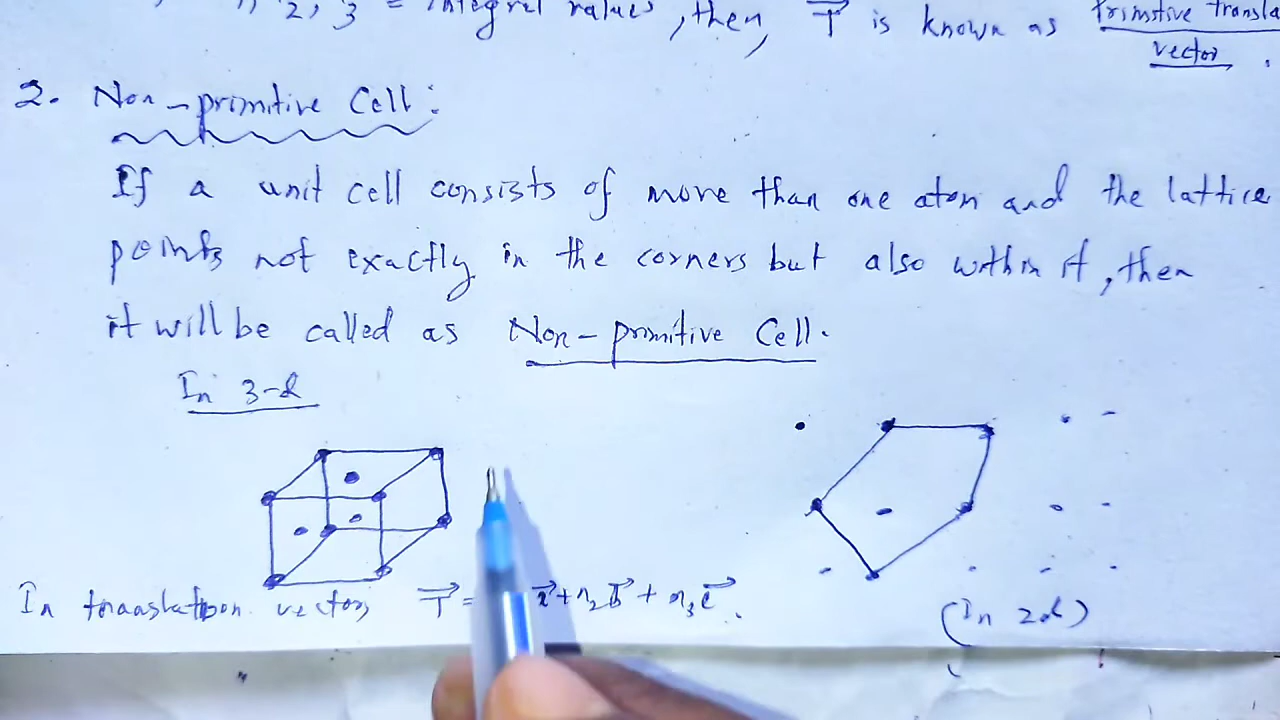 2, 3 = integral values, then, T is known as Primitive transla
vector.
2. Non-primitive Cell:
If a unit cell consists of more than one atom and the lattice
points not exactly in the corners but also within it, then
it will be called as Non-primitive Cell.
In 3-d
In translation vector, T = a + n₂b + n₃c.
(In 2d)